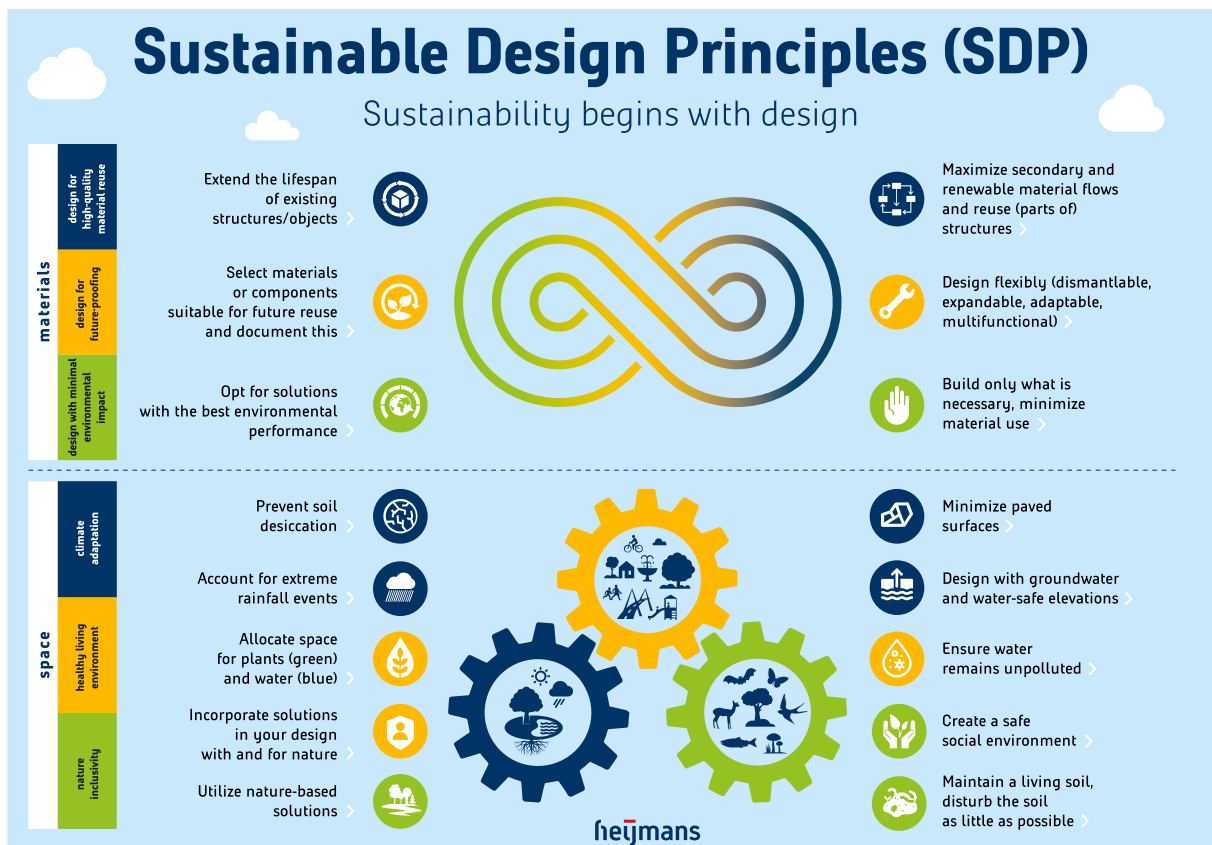 Sustainable Design Principles (SDP)
Sustainability begins with design
materials
design for
high-quality
material reuse
design for
future-proofing
design with minimal
environmental
impact
Extend the lifespan
of existing
structures/objects
Select materials
or components
suitable for future reuse
and document this
Opt for solutions
with the best environmental
performance
Maximize secondary and
renewable material flows
and reuse (parts of)
structures
Design flexibly (dismantlable,
expandable, adaptable,
multifunctional)
Build only what is
necessary, minimize
material use
space
climate
adaptation
healthy living
environment
nature
inclusivity
Prevent soil
desiccation
Account for extreme
rainfall events
Allocate space
for plants (green)
and water (blue)
Incorporate solutions
in your design
with and for nature
Utilize nature-based
solutions
Minimize paved
surfaces
Design with groundwater
and water-safe elevations
Ensure water
remains unpolluted
Create a safe
social environment
Maintain a living soil,
disturb the soil
as little as possible
heijmans